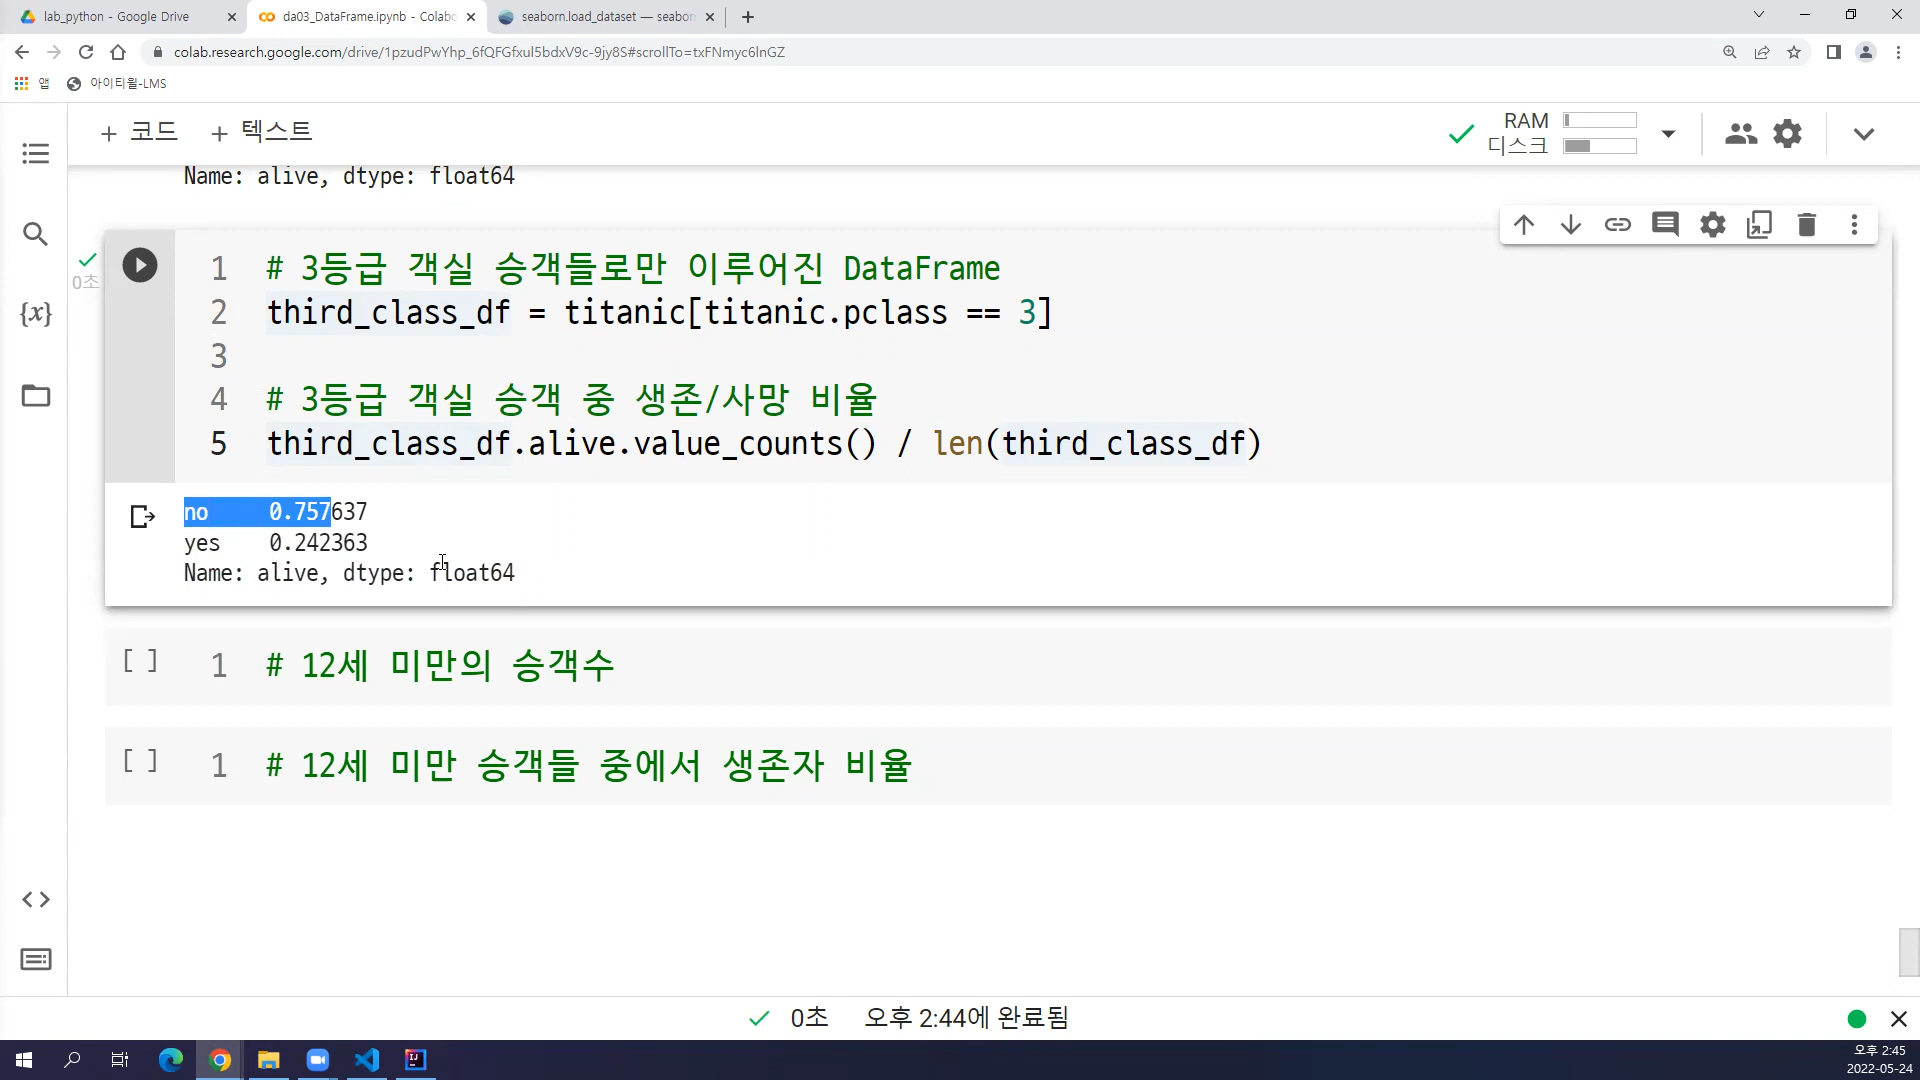 lab_python - Google Drive
da03_DataFrame.ipynb - Colabo
seaborn.load_dataset — seabor
colab.research.google.com/drive/1pzudPwYhp_6fQFGfxul5bdxV9c-9jy8S#scrollTo=txFNmyc6lnGZ
앱
아이티윌-LMS
+ 코드
+ 텍스트
RAM
디스크
Name: alive, dtype: float64
0초
1 # 3등급 객실 승객들로만 이루어진 DataFrame
2 third_class_df = titanic[titanic.pclass == 3]
3
4 # 3등급 객실 승객 중 생존/사망 비율
5 third_class_df.alive.value_counts() / len(third_class_df)
no 0.757637
yes 0.242363
Name: alive, dtype: float64
[ ] 1 # 12세 미만의 승객수
[ ] 1 # 12세 미만 승객들 중에서 생존자 비율
0초 오후 2:44에 완료됨
오후 2:45
2022-05-24